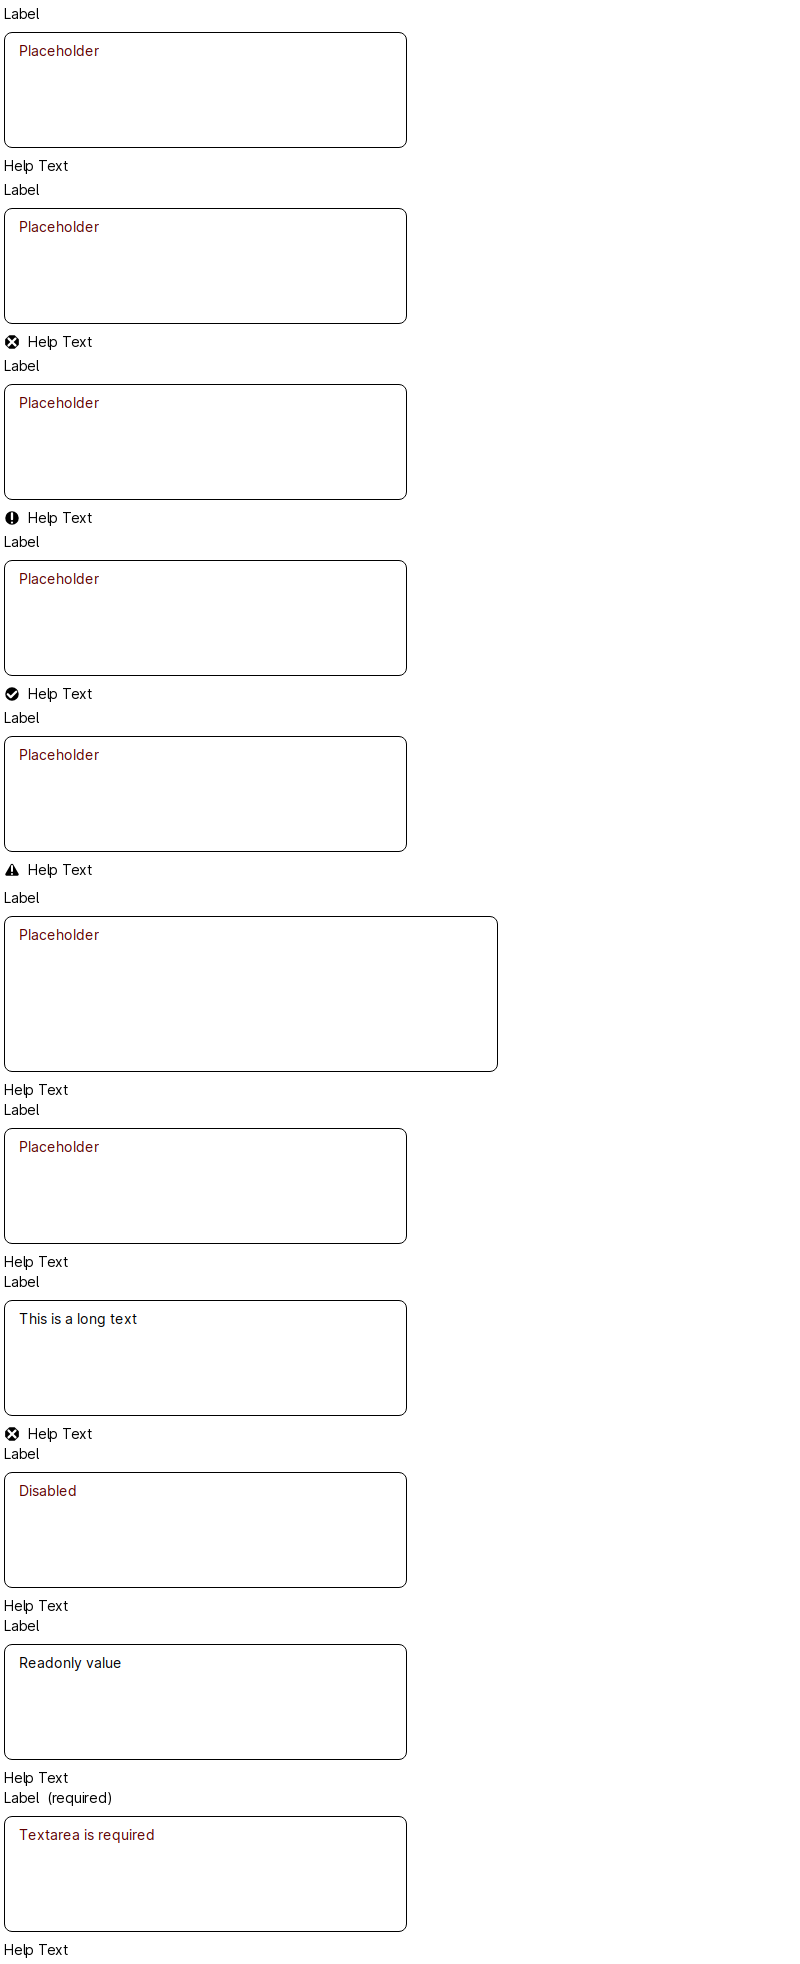 Label
Placeholder
Help Text
Label
Placeholder
Help Text
Label
Placeholder
Help Text
Label
Placeholder
Help Text
Label
Placeholder
Help Text
Label
Placeholder
Help Text
Label
Placeholder
Help Text
Label
This is a long text
Help Text
Label
Disabled
Help Text
Label
Readonly value
Help Text
Label (required)
Textarea is required
Help Text